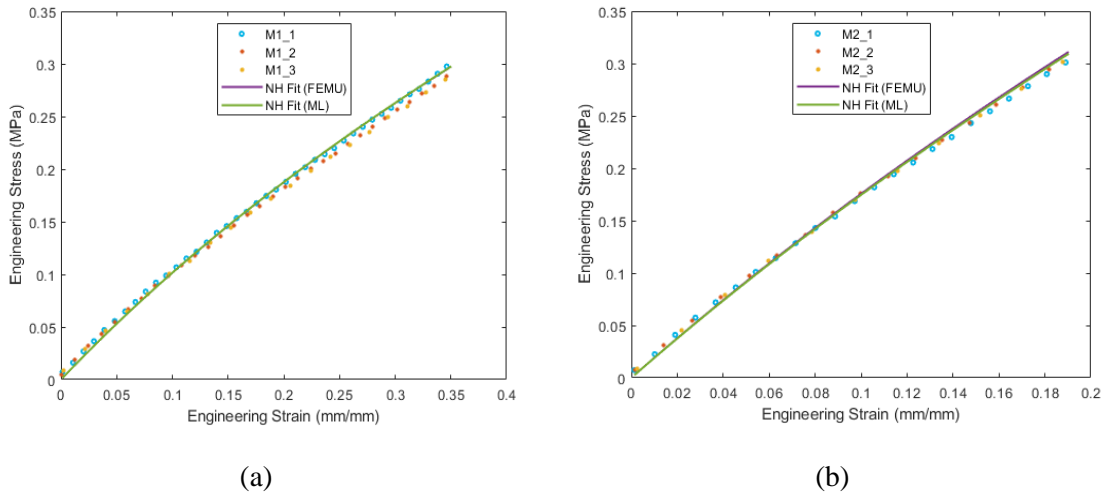 0.35
0.3
0.25
0.2
0.15
0.1
0.05
0
Engineering Stress (MPa)
M1_1
M1_2
M1_3
NH Fit (FEMU)
NH Fit (ML)
0 0.05 0.1 0.15 0.2 0.25 0.3 0.35 0.4
Engineering Strain (mm/mm)
(a)
0.35
0.3
0.25
0.2
0.15
0.1
0.05
0
Engineering Stress (MPa)
M2_1
M2_2
M2_3
NH Fit (FEMU)
NH Fit (ML)
0 0.02 0.04 0.06 0.08 0.1 0.12 0.14 0.16 0.18 0.2
Engineering Strain (mm/mm)
(b)